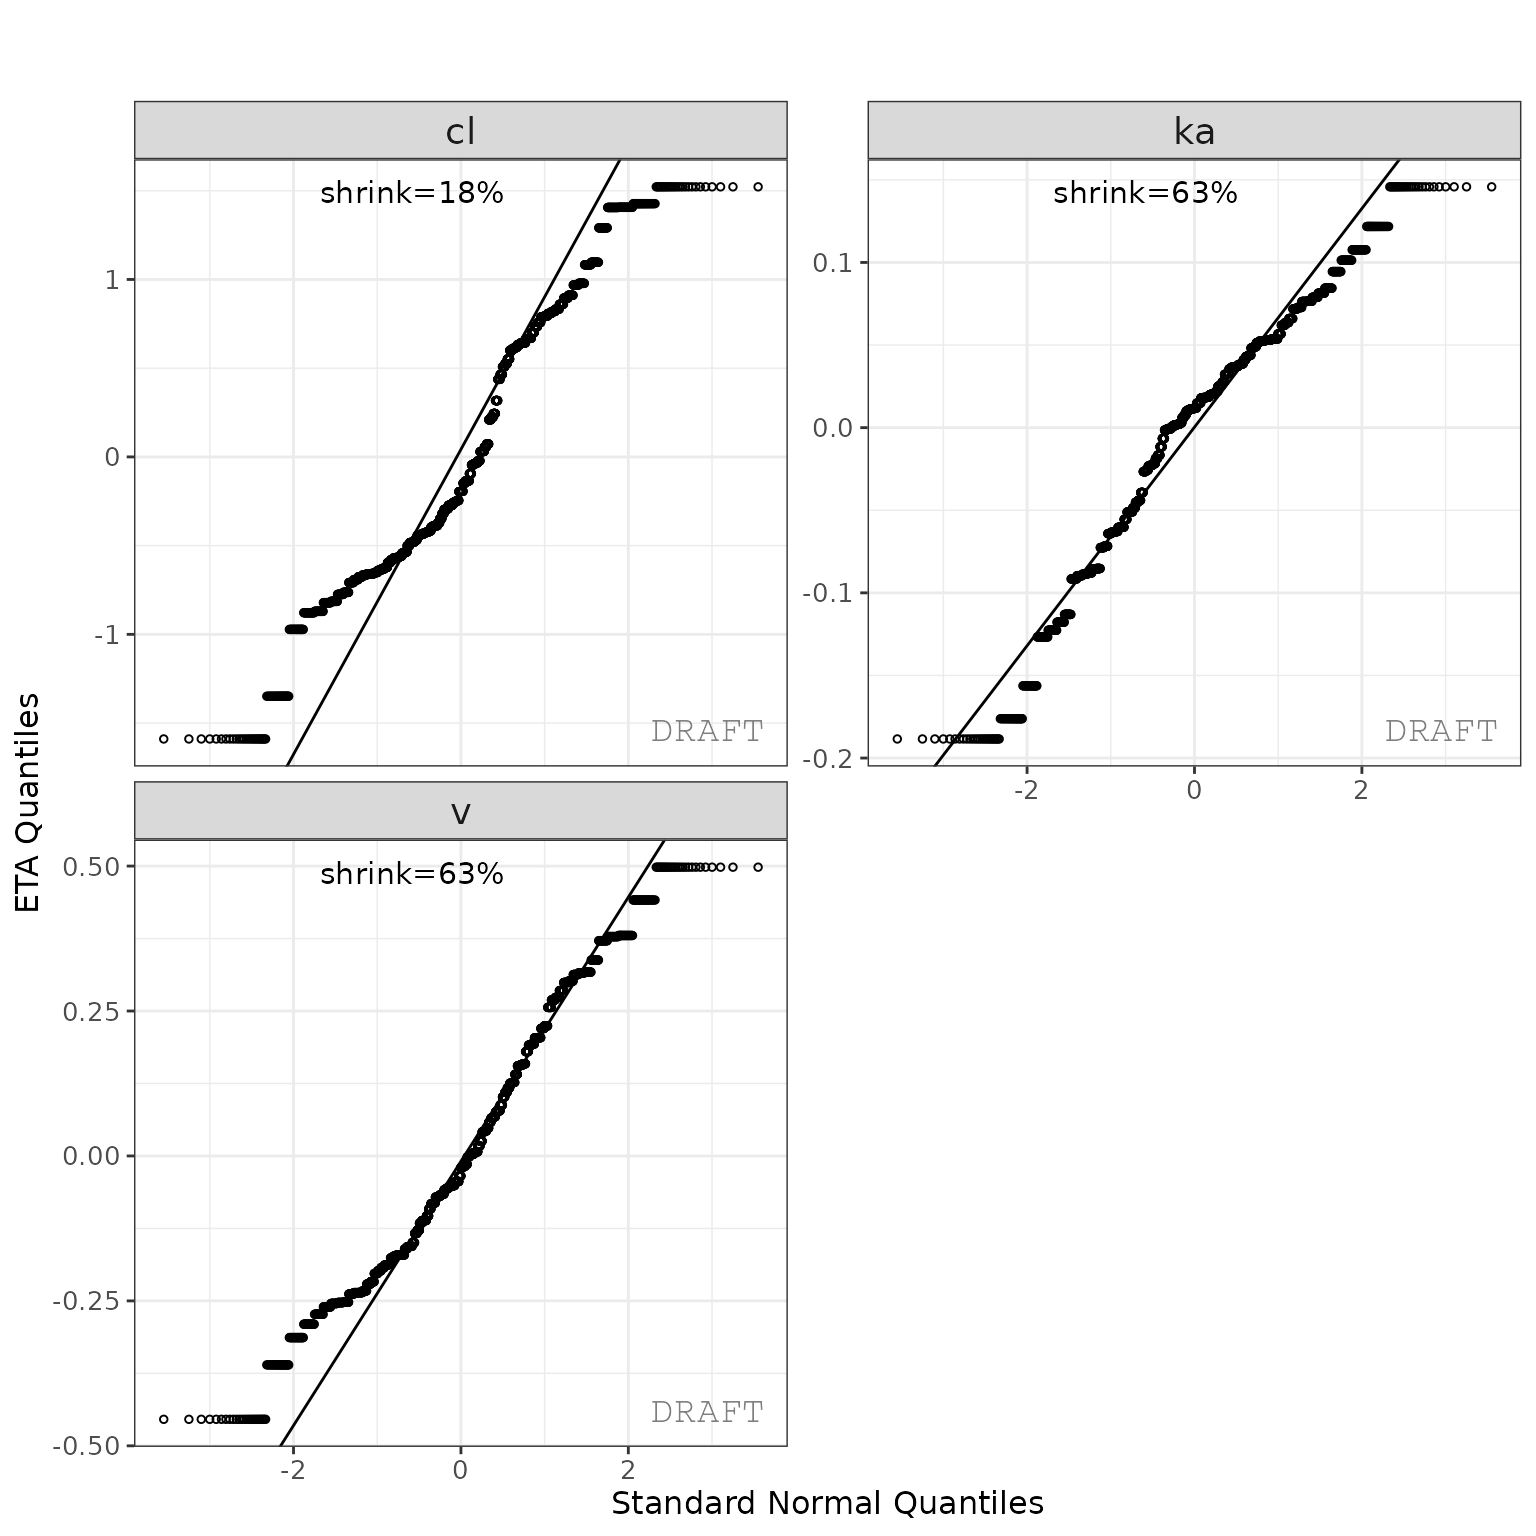 cl
shrink=18%
1
0
-1
DRAFT
ka
shrink=63%
0.1
0.0
-0.1
-0.2
DRAFT
-2 0 2
v
shrink=63%
0.50
0.25
0.00
-0.25
-0.50
DRAFT
-2 0 2
ETA Quantiles
Standard Normal Quantiles